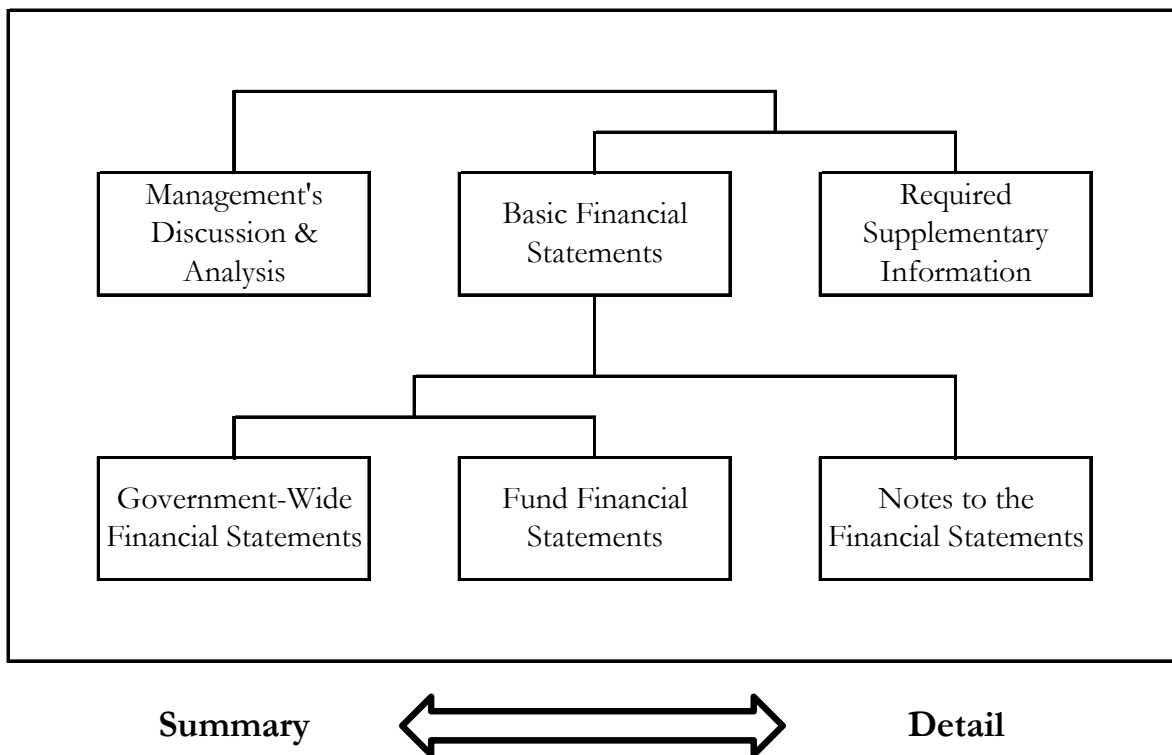 Management's
Discussion &
Analysis
Basic Financial
Statements
Required
Supplementary
Information
Government-Wide
Financial Statements
Fund Financial
Statements
Notes to the
Financial Statements
Summary
Detail